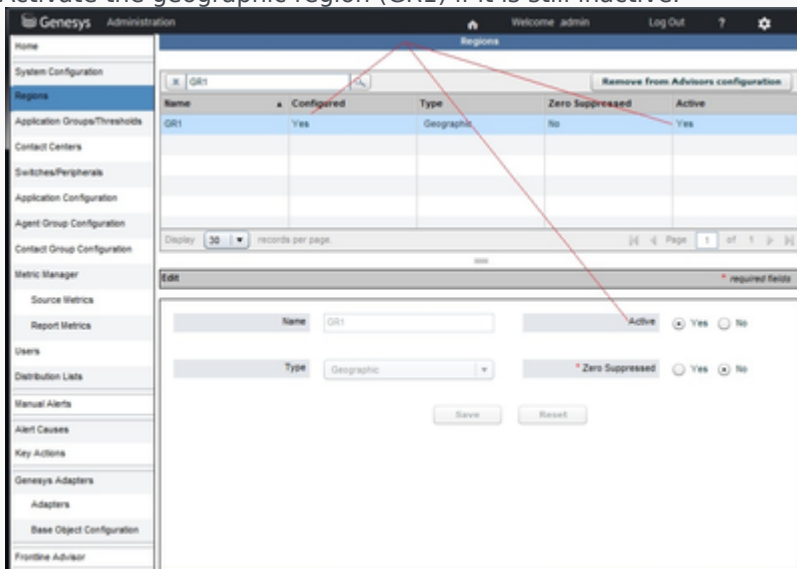 Activate the geographic region (GR1) if it is still inactive.
Genesys Administration Welcome admin Log Out ?
Home
System Configuration
Regions
Application Groups/Thresholds
Contact Centers
Switches/Peripherals
Application Configuration
Agent Group Configuration
Contact Group Configuration
Metric Manager
Source Metrics
Report Metrics
Users
Distribution Lists
Manual Alerts
Alert Causes
Key Actions
Genesys Adapters
Adapters
Base Object Configuration
Frontline Advisor
Regions
x GR1 Remove from Advisors configuration
Name Configured Type Zero Suppressed Active
GR1 Yes Geographic No Yes
Display 30 records per page. Page 1 of 1
Edit * required fields
Name GR1 Active Yes No
Type Geographic * Zero Suppressed Yes No
Save Reset